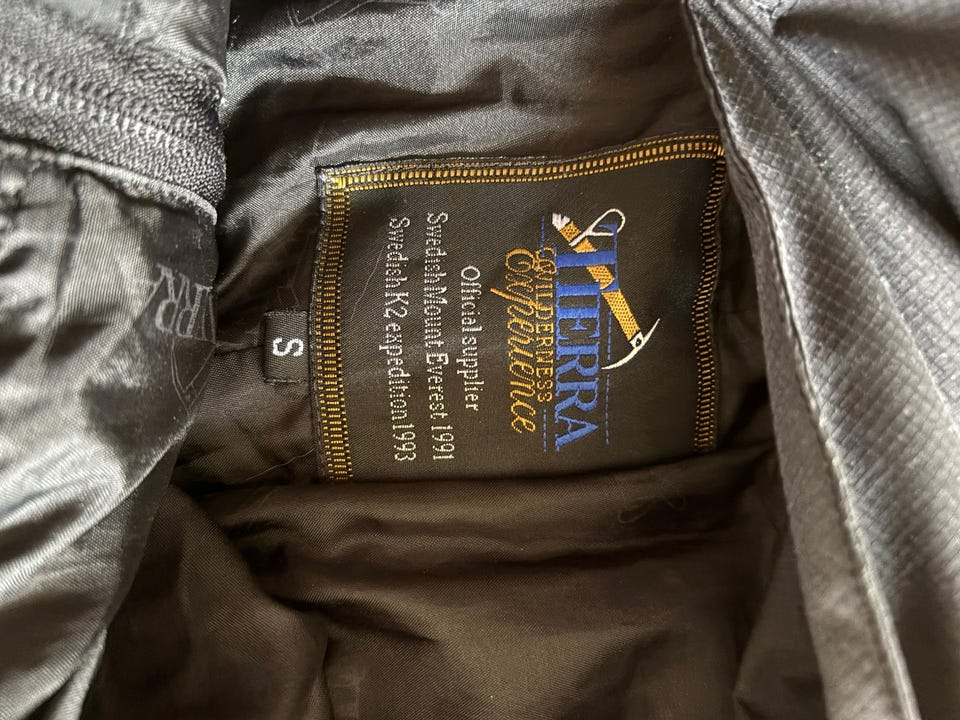 TIERRA
WILDERNESS
Experience
Official supplier
Swedish Mount Everest 1991
Swedish K2 expedition 1993
S